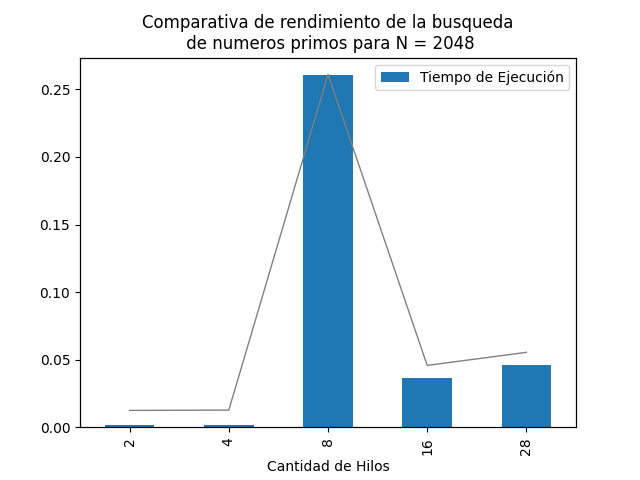 Comparativa de rendimiento de la busqueda
de numeros primos para N = 2048
Tiempo de Ejecución
0.25
0.20
0.15
0.10
0.05
0.00
2
4
8
16
28
Cantidad de Hilos